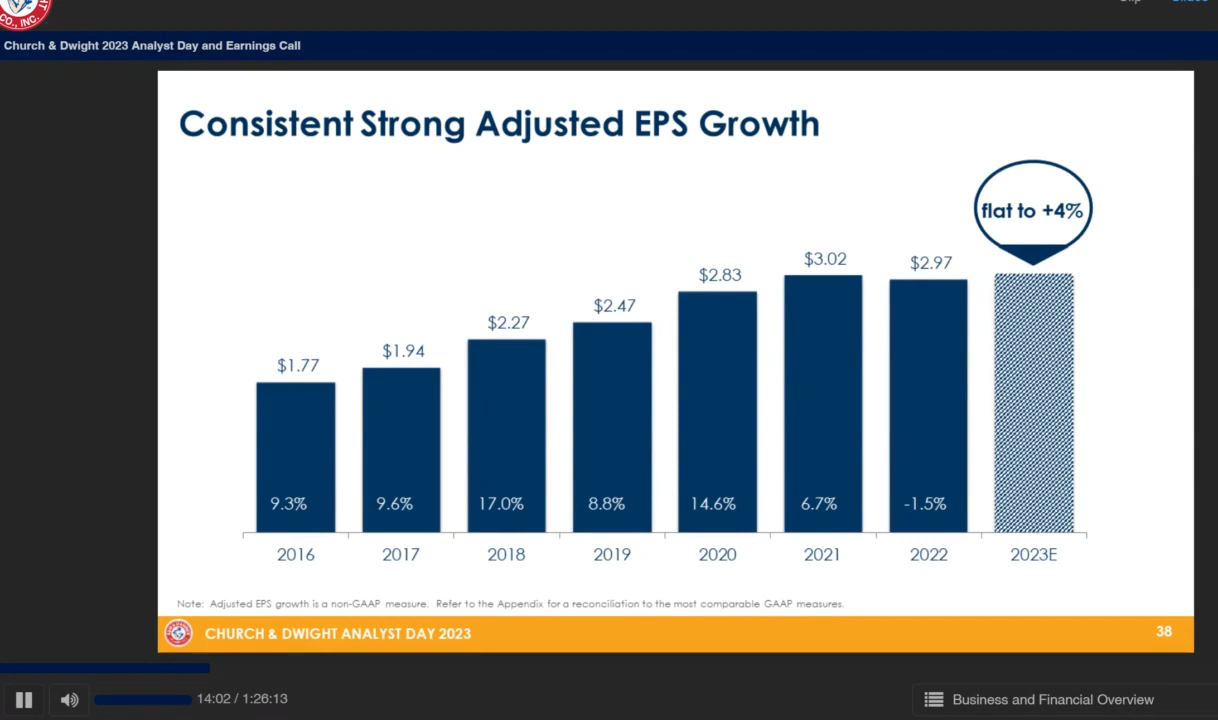 CO., INC.
Church & Dwight 2023 Analyst Day and Earnings Call
Consistent Strong Adjusted EPS Growth
flat to +4%
$1.77
$1.94
$2.27
$2.47
$2.83
$3.02
$2.97
9.3%
9.6%
17.0%
8.8%
14.6%
6.7%
-1.5%
2016
2017
2018
2019
2020
2021
2022
2023E
Note: Adjusted EPS growth is a non-GAAP measure. Refer to the Appendix for a reconciliation to the most comparable GAAP measures.
CHURCH & DWIGHT ANALYST DAY 2023
38
14:02 / 1:26:13
Business and Financial Overview